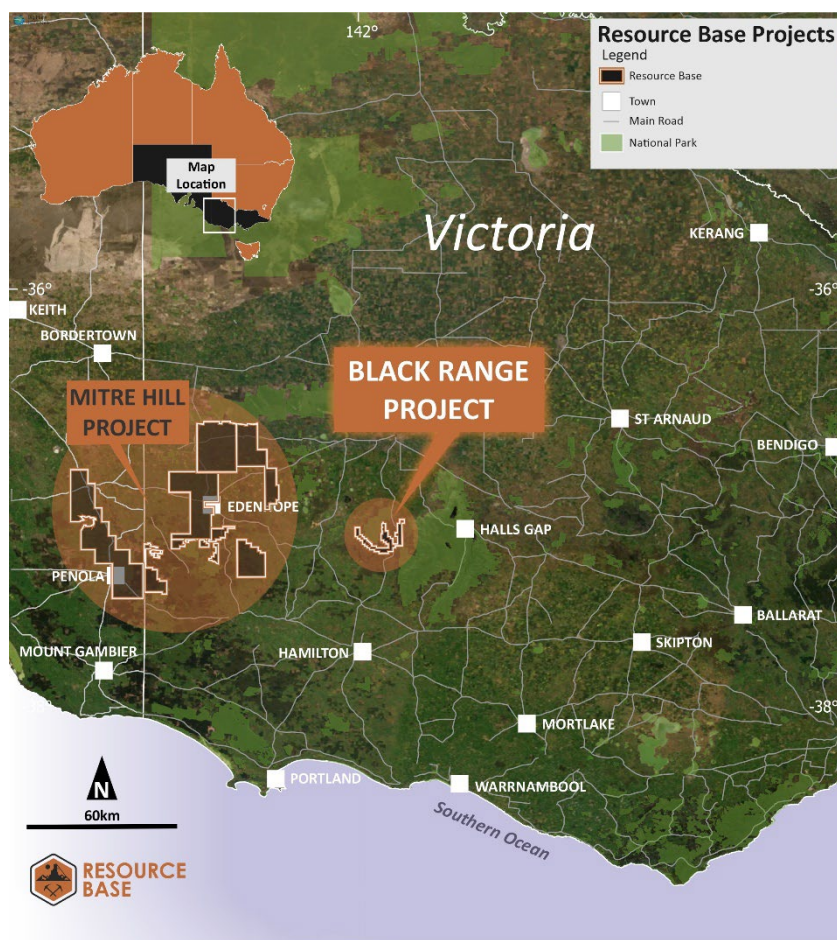 142°
Resource Base Projects
Legend
Resource Base
Town
Main Road
National Park
Map
Location
Victoria
KERANG
-36°
-36°
KEITH
BORDERTOWN
BLACK RANGE
PROJECT
MITRE HILL
PROJECT
ST ARNAUD
BENDIGO
HALLS GAP
PENOLA
BALLARAT
SKIPTON
HAMILTON
MOUNT GAMBIER
-38°
MORTLAKE
PORTLAND
WARRNAMBOOL
Southern Ocean
N
60km
RESOURCE
BASE